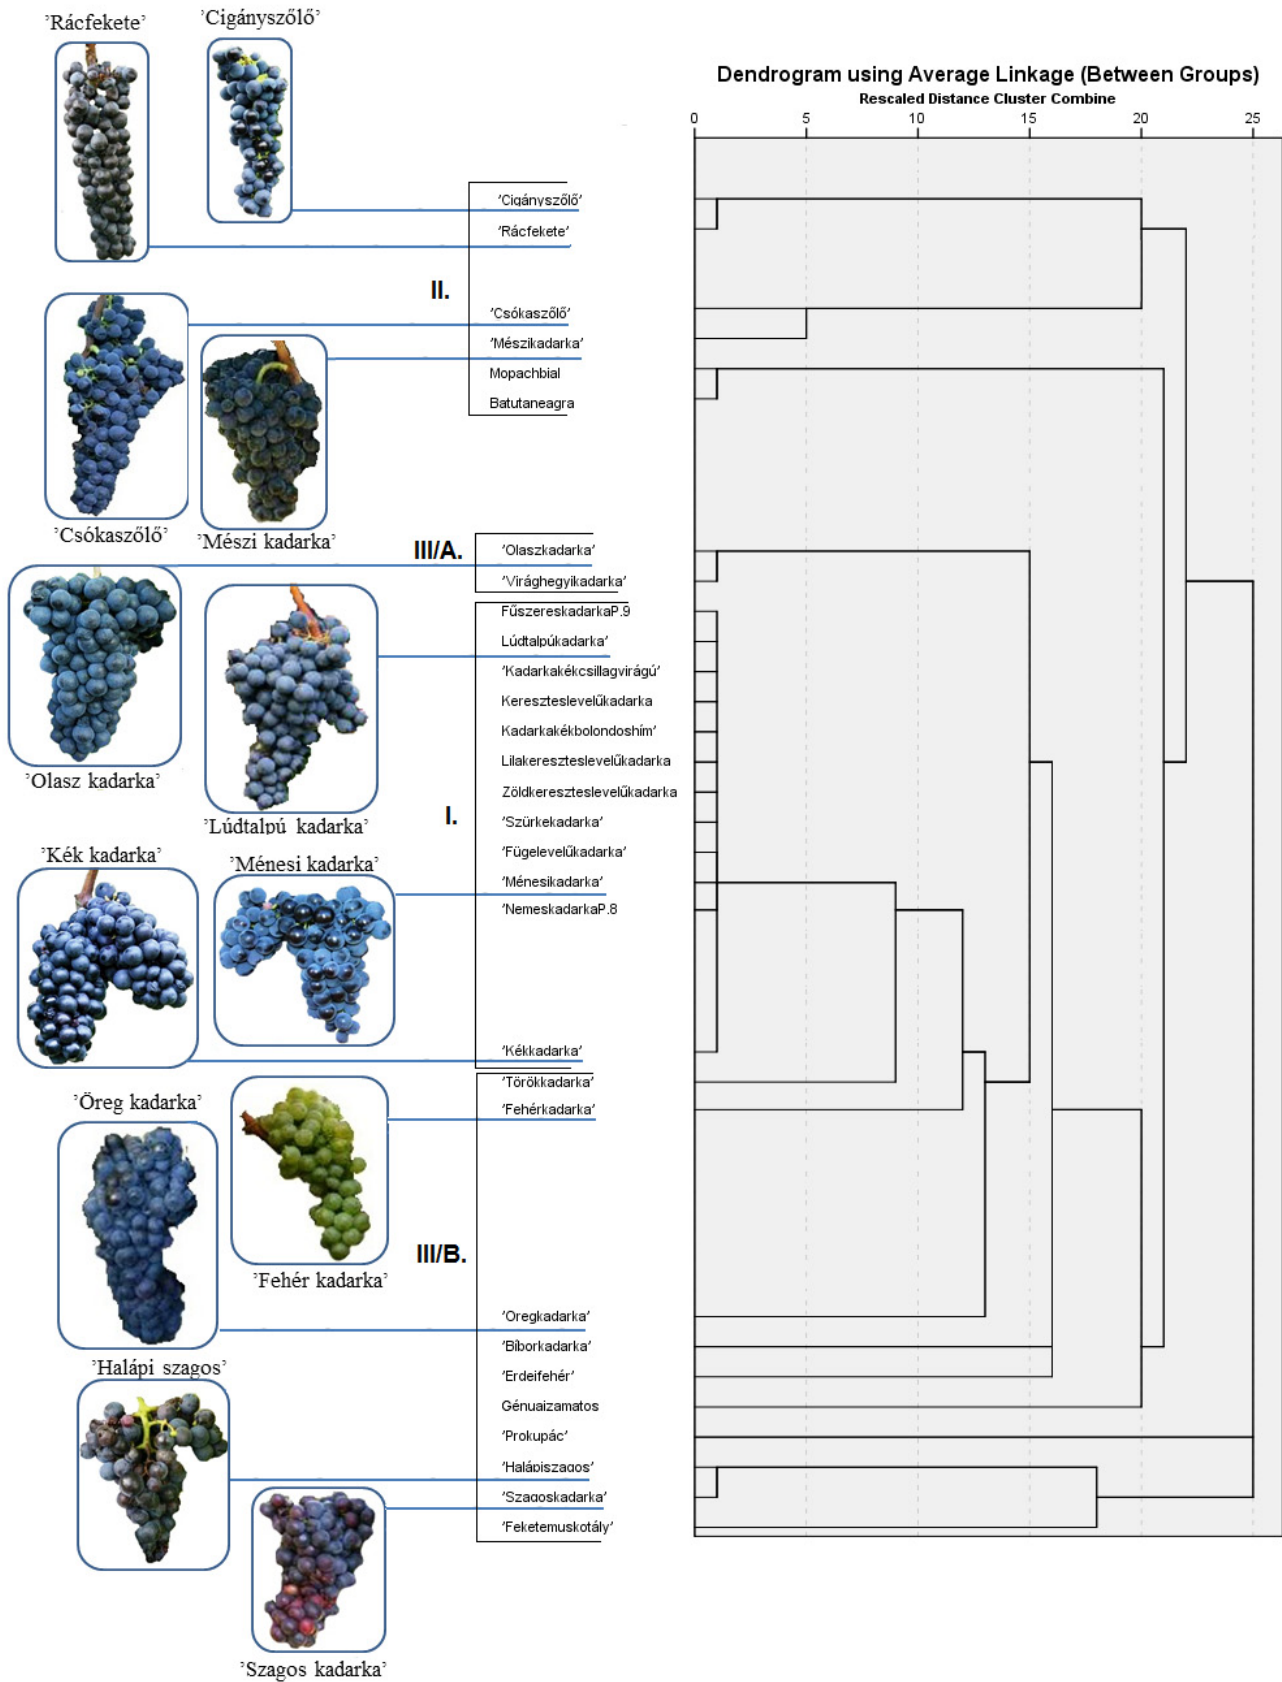 ’Rácfekete’
’Cigányszőlő’
Dendrogram using Average Linkage (Between Groups)
Rescaled Distance Cluster Combine
0 5 10 15 20 25
’Cigányszőlő’
’Rácfekete’
II.
’Csókaszőlő’
’Mészikadarka’
Mopachbial
Batutaneagra
’Csókaszőlő’
’Mészi kadarka’
III/A.
’Olaszkadarka’
’Virághegyikadarka’
FűszereskadarkaP.9
Lúdtalpúkadarka’
’Kadarkakékcsillagvirágú’
Kereszteslevelűkadarka
Kadarkakékbolondoshím’
Lilakereszteslevelűkadarka
’Olasz kadarka’
Zöldkereszteslevelűkadarka
I.
’Szürkekadarka’
’Lúdtalpú kadarka’
’Fügelevelűkadarka’
’Kék kadarka’
’Ménesi kadarka’
’Ménesikadarka’
’NemeskadarkaP.8
’Kékkadarka’
’Törökkadarka’
’Öreg kadarka’
’Fehérkadarka’
III/B.
’Fehér kadarka’
’Oregkadarka’
’Bíborkadarka’
’Halápi szagos’
’Erdeifehér’
Génuaizamatos
’Prokupác’
’Halápiszagos’
’Szagoskadarka’
’Feketemuskotály’
’Szagos kadarka’